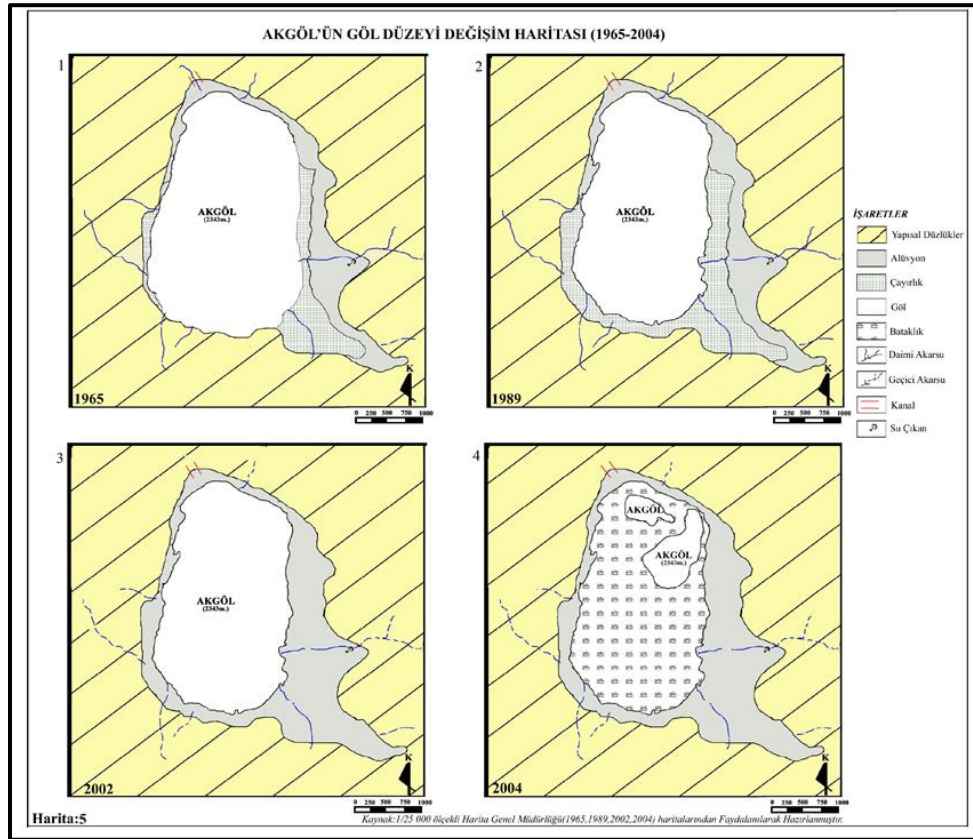 AKGÖL'ÜN GÖL DÜZEYİ DEĞİŞİM HARİTASI (1965-2004)
1
AKGÖL
(2343m.)
1965
K
0 250 500 750 1000
2
AKGÖL
(2343m.)
1989
K
0 250 500 750 1000
İŞARETLER
Yapısal Düzlükler
Alüvyon
Çayırlık
Göl
Bataklık
Daimi Akarsu
Geçici Akarsu
Kanal
Su Çıkan
3
AKGÖL
(2343m.)
2002
K
0 250 500 750 1000
4
AKGÖL
AKGÖL
(2343m.)
2004
K
0 250 500 750 1000
Harita:5
Kaynak:1/25 000 ölçekli Harita Genel Müdürlüğü(1965,1989,2002,2004) haritalarından Faydalanılarak Hazırlanmıştır.